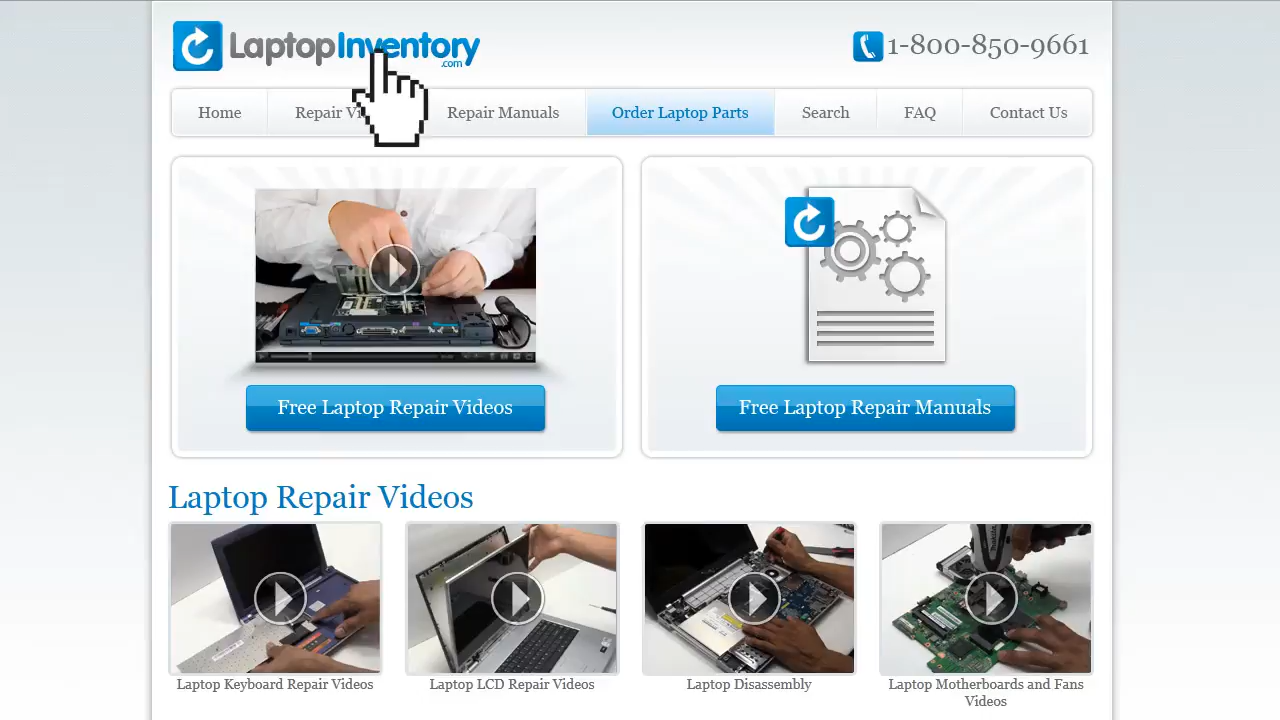 LaptopInventory
.com
1-800-850-9661
Home
Repair Vi
Repair Manuals
Order Laptop Parts
Search
FAQ
Contact Us
Free Laptop Repair Videos
Free Laptop Repair Manuals
Laptop Repair Videos
Laptop Keyboard Repair Videos
Laptop LCD Repair Videos
Laptop Disassembly
Laptop Motherboards and Fans
Videos